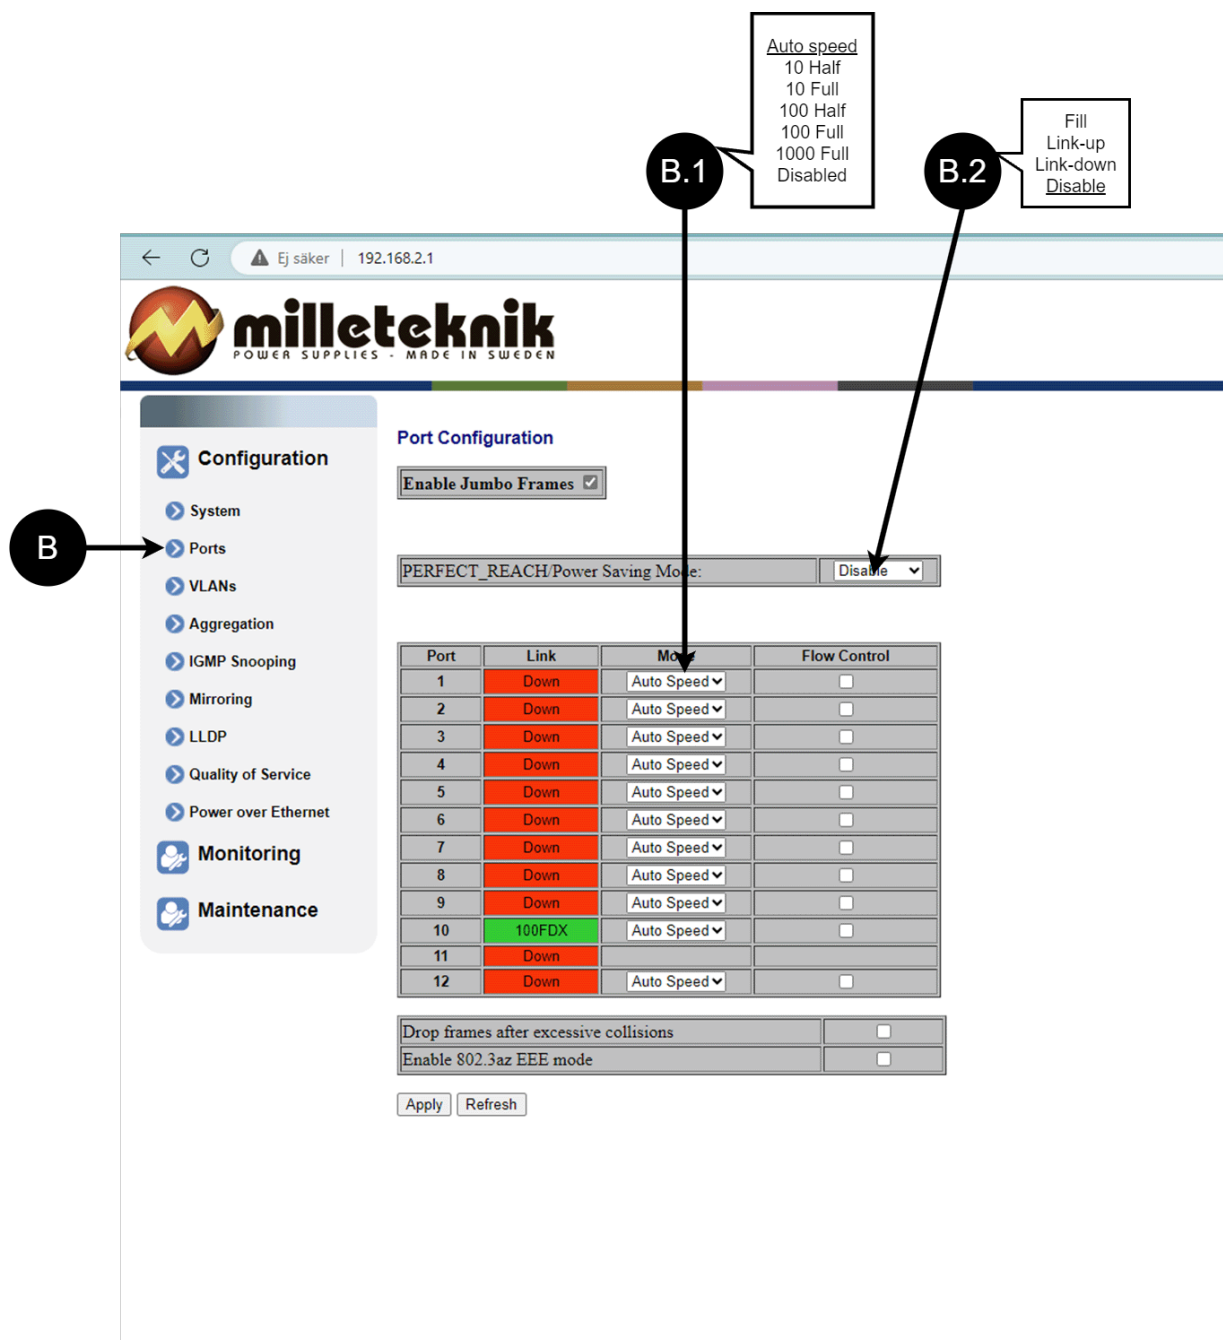 Auto speed
10 Half
10 Full
100 Half
100 Full
1000 Full
Disabled
Fill
Link-up
Link-down
Disable
B.1
B.2
Ej säker | 192.168.2.1
milleteknik
POWER SUPPLIES - MADE IN SWEDEN
Configuration
System
B
Ports
VLANs
Aggregation
IGMP Snooping
Mirroring
LLDP
Quality of Service
Power over Ethernet
Monitoring
Maintenance
Port Configuration
Enable Jumbo Frames
PERFECT_REACH/Power Saving Mode: Disable
Port Link Mode Flow Control
1 Down Auto Speed
2 Down Auto Speed
3 Down Auto Speed
4 Down Auto Speed
5 Down Auto Speed
6 Down Auto Speed
7 Down Auto Speed
8 Down Auto Speed
9 Down Auto Speed
10 100FDX Auto Speed
11 Down
12 Down Auto Speed
Drop frames after excessive collisions
Enable 802.3az EEE mode
Apply Refresh